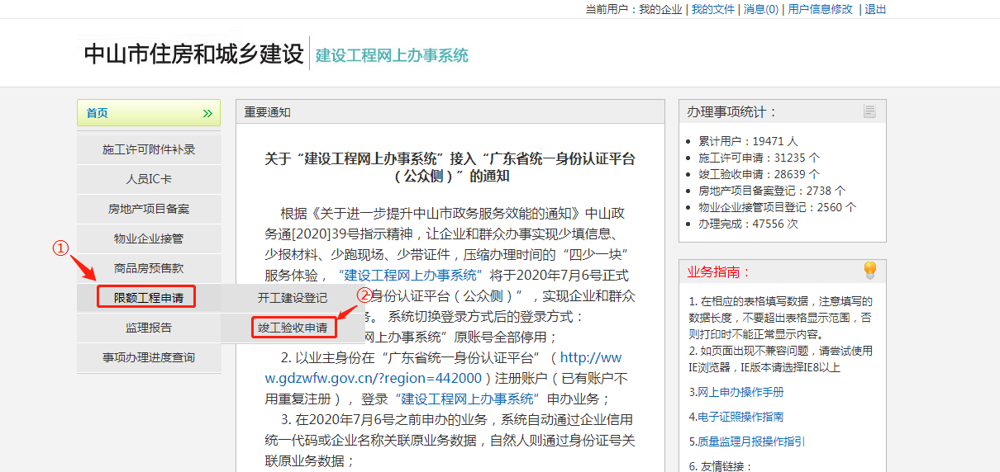 当前用户：我的企业 | 我的文件 | 消息(0) | 用户信息修改 | 退出
中山市住房和城乡建设 建设工程网上办事系统
首页
施工许可附件补录
人员IC卡
房地产项目备案
物业企业接管
商品房预售款
①
限额工程申请
监理报告
事项办理进度查询
开工建设登记
②
竣工验收申请
重要通知
关于“建设工程网上办事系统”接入“广东省统一身份认证平台
（公众侧）”的通知
根据《关于进一步提升中山市政务服务效能的通知》中山政
务通[2020]39号指示精神，让企业和群众办事实现少填信息、
少报材料、少跑现场、少带证件，压缩办理时间的“四少一块”
服务体验，“建设工程网上办事系统”将于2020年7月6号正式
身份认证平台（公众侧）”，实现企业和群众
务。系统切换登录方式后的登录方式：
网上办事系统”原账号全部停用；
2. 以业主身份在“广东省统一身份认证平台”（http://ww
w.gdzwfw.gov.cn/?region=442000）注册账户（已有账户不
用重复注册），登录“建设工程网上办事系统”申办业务；
3. 在2020年7月6号之前申办的业务，系统自动通过企业信用
统一代码或企业名称关联原业务数据，自然人则通过身份证号关
联原业务数据；
办理事项统计：
累计用户：19471 人
施工许可申请：31235 个
竣工验收申请：28639 个
房地产项目备案登记：2738 个
物业企业接管项目登记：2560 个
办理完成：47556 次
业务指南：
1. 在相应的表格填写数据，注意填写的
数据长度，不要超出表格显示范围，否
则打印时不能正常显示内容。
2. 如页面出现不兼容问题，请尝试使用
IE浏览器，IE版本请选择IE8以上
3.网上申办操作手册
4.电子证照操作指南
5.质量监理月报操作指引
6. 友情链接：